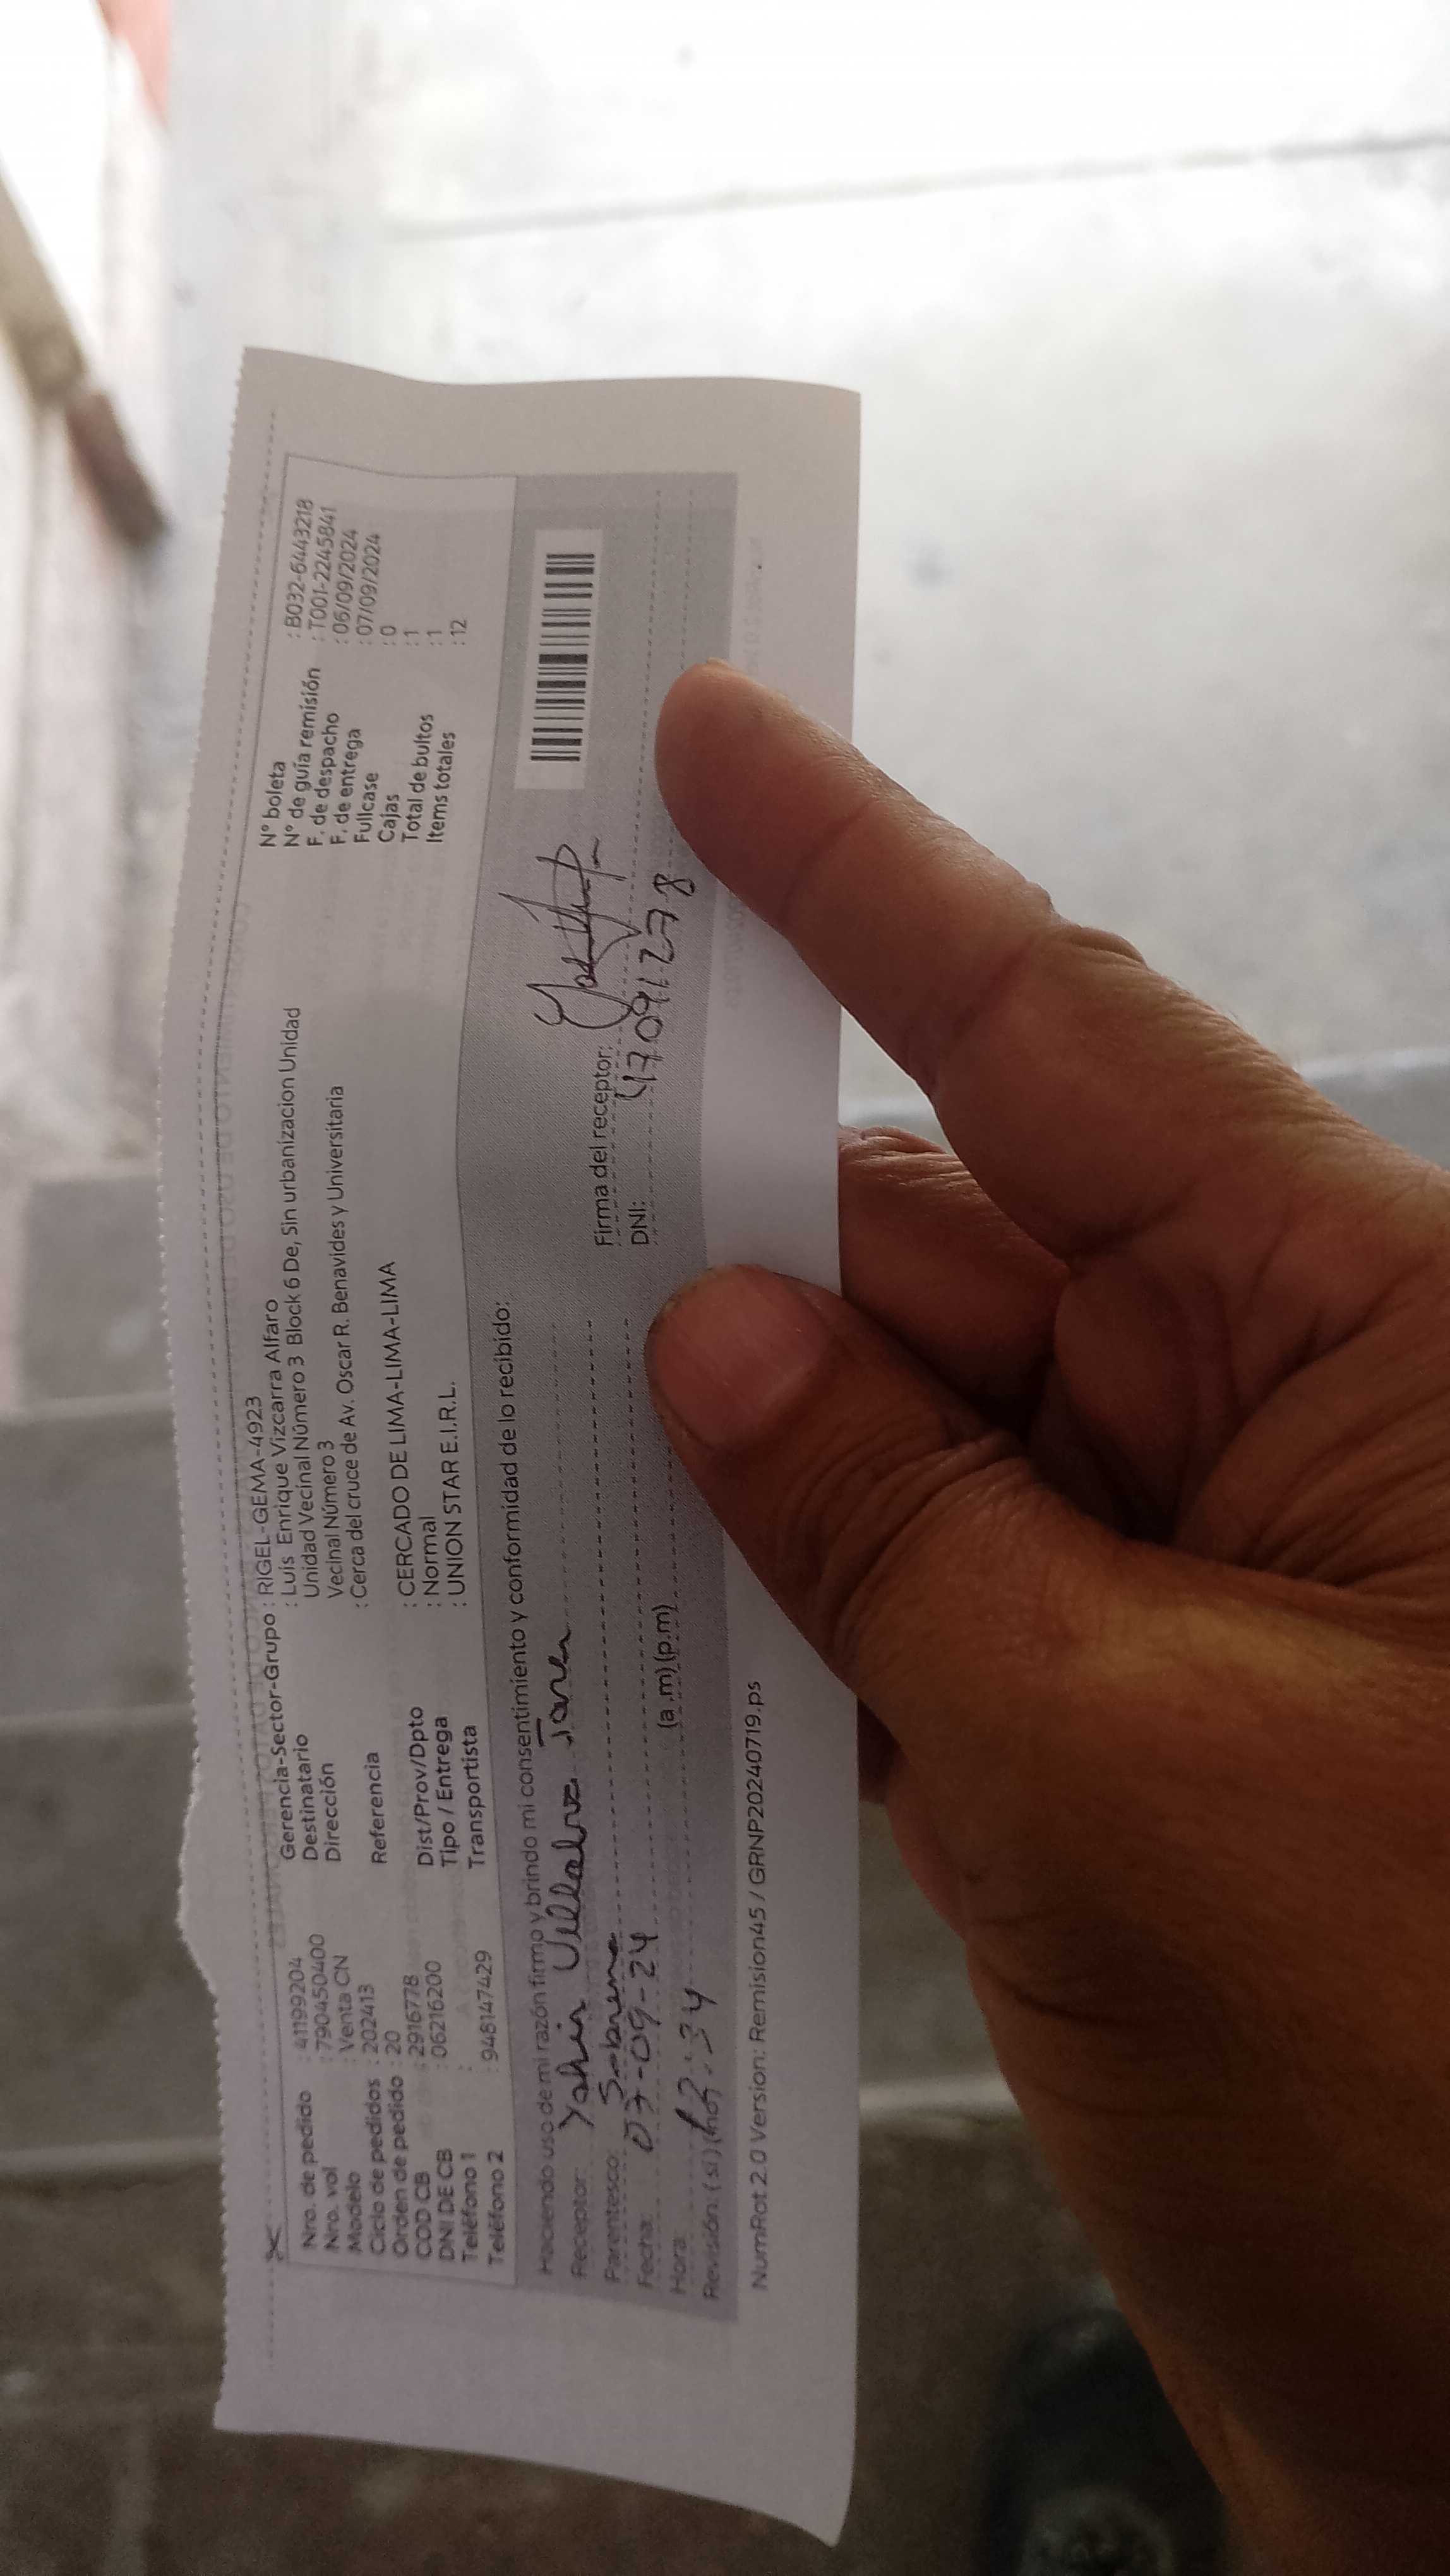 Nro. de pedido : 41199204
Nro. vol : 790450400
Modelo : Venta CN
Ciclo de pedidos : 202413
Orden de pedido : 20
COD CB : 2916778
DNI DE CB : 06216200
Teléfono 1 :
Teléfono 2 : 948147429
Gerencia-Sector-Grupo : RIGEL-GEMA-4923
Destinatario : Luis Enrique Vizcarra Alfaro
Dirección Unidad Vecinal Número 3 Block 6 De, Sin urbanizacion Unidad
Vecinal Número 3
Referencia : Cerca del cruce de Av. Oscar R. Benavides y Universitaria
Dist/Prov/Dpto : CERCADO DE LIMA-LIMA-LIMA
Tipo / Entrega : Normal
Transportista : UNION STAR E.I.R.L.
N° boleta : B032-6443218
N° de guía remisión : T001-2245841
F. de despacho : 06/09/2024
F. de entrega : 07/09/2024
Fullcase : 0
Cajas : 1
Total de bultos : 1
Items totales : 12
Haciendo uso de mi razón firmo y brindo mi consentimiento y conformidad de lo recibido:
Receptor: Villalva
Parentesco:
Fecha: 07-09-24
Hora: (a.m) (p.m)
Revisión: (si)
Firma del receptor:
DNI: 47091278
NumRot 2.0 Version: Remision45 / GRNP20240719.ps